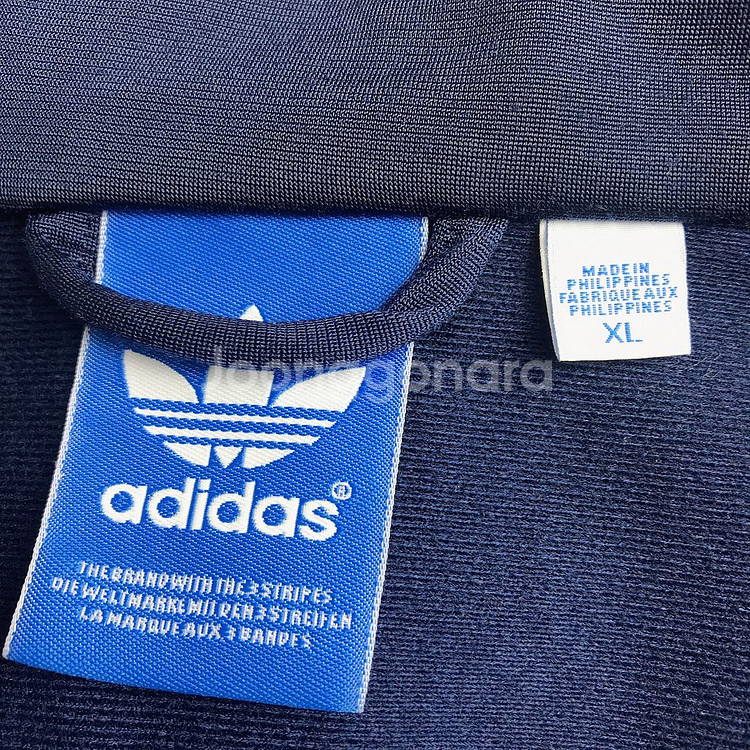 MADE IN
PHILIPPINES
FABRIQUE AUX
PHILIPPINES
XL
Joongonara
adidas®
THE BRAND WITH THE 3 STRIPES
DIE WELTMARKE MIT DEN 3 STREIFEN
LA MARQUE AUX 3 BANDES